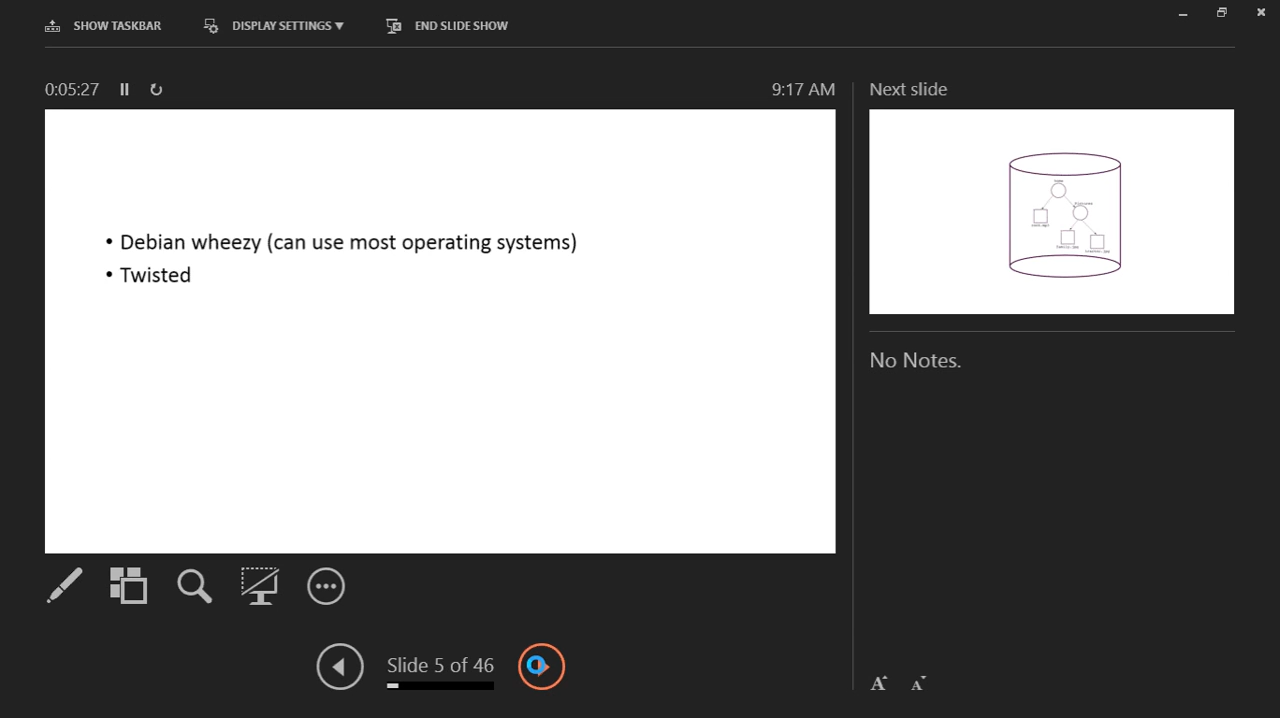 SHOW TASKBAR
DISPLAY SETTINGS ▼
END SLIDE SHOW
0:05:27
9:17 AM
Next slide
• Debian wheezy (can use most operating systems)
• Twisted
No Notes.
Slide 5 of 46
A
A